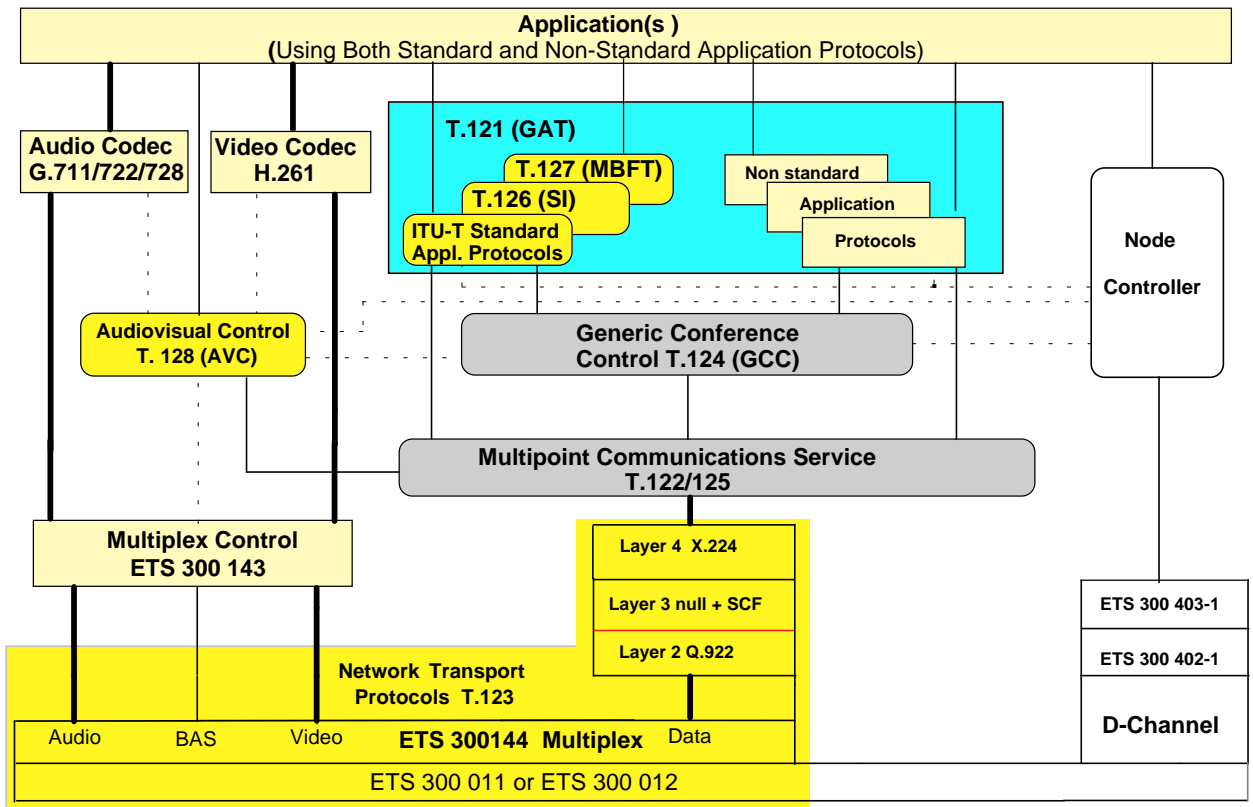 Application(s )
(Using Both Standard and Non-Standard Application Protocols)
Audio Codec
G.711/722/728
Video Codec
H.261
T.121 (GAT)
T.127 (MBFT)
T.126 (SI)
ITU-T Standard
Appl. Protocols
Non standard
Application
Protocols
Node
Controller
Audiovisual Control
T. 128 (AVC)
Generic Conference
Control T.124 (GCC)
Multipoint Communications Service
T.122/125
Multiplex Control
ETS 300 143
Layer 4 X.224
Layer 3 null + SCF
Layer 2 Q.922
ETS 300 403-1
ETS 300 402-1
D-Channel
Network Transport
Protocols T.123
Audio
BAS
Video
ETS 300144 Multiplex
Data
ETS 300 011 or ETS 300 012